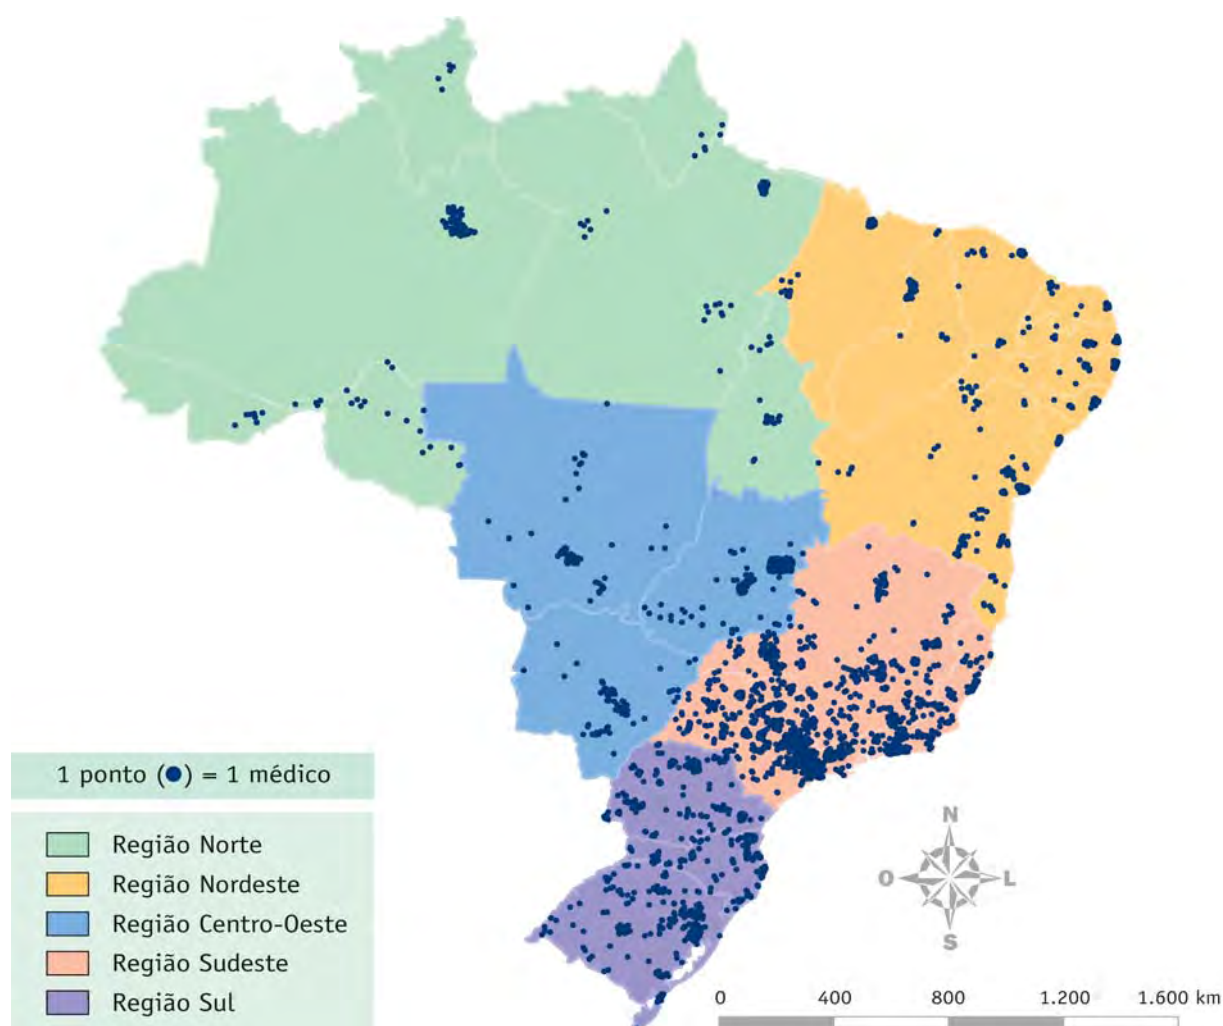 1 ponto (●) = 1 médico
Região Norte
Região Nordeste
Região Centro-Oeste
Região Sudeste
Região Sul
N
O L
S
0 400 800 1.200 1.600 km